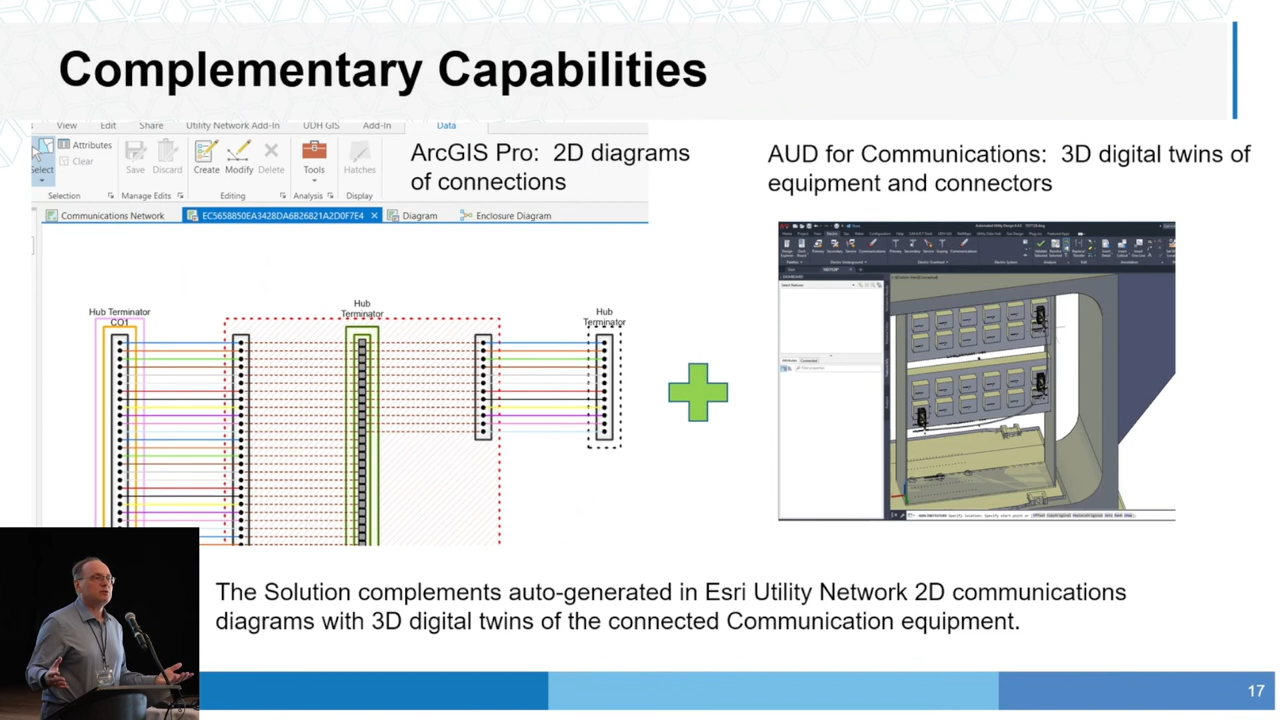 Complementary Capabilities
View Edit Share Utility Network Add-In UDH GIS Add-In Data
Select
Attributes
Clear
Save Discard
Create Modify Delete
Tools
Hatches
Selection Manage Edits Editing Analysis Display
ArcGIS Pro: 2D diagrams
of connections
Communications Network EC5658850EA3428DA6B26821A2D0F7E4 Diagram Enclosure Diagram
Hub Terminator
CO1
Hub
Terminator
Hub
Terminator
AUD for Communications: 3D digital twins of
equipment and connectors
The Solution complements auto-generated in Esri Utility Network 2D communications
diagrams with 3D digital twins of the connected Communication equipment.
17